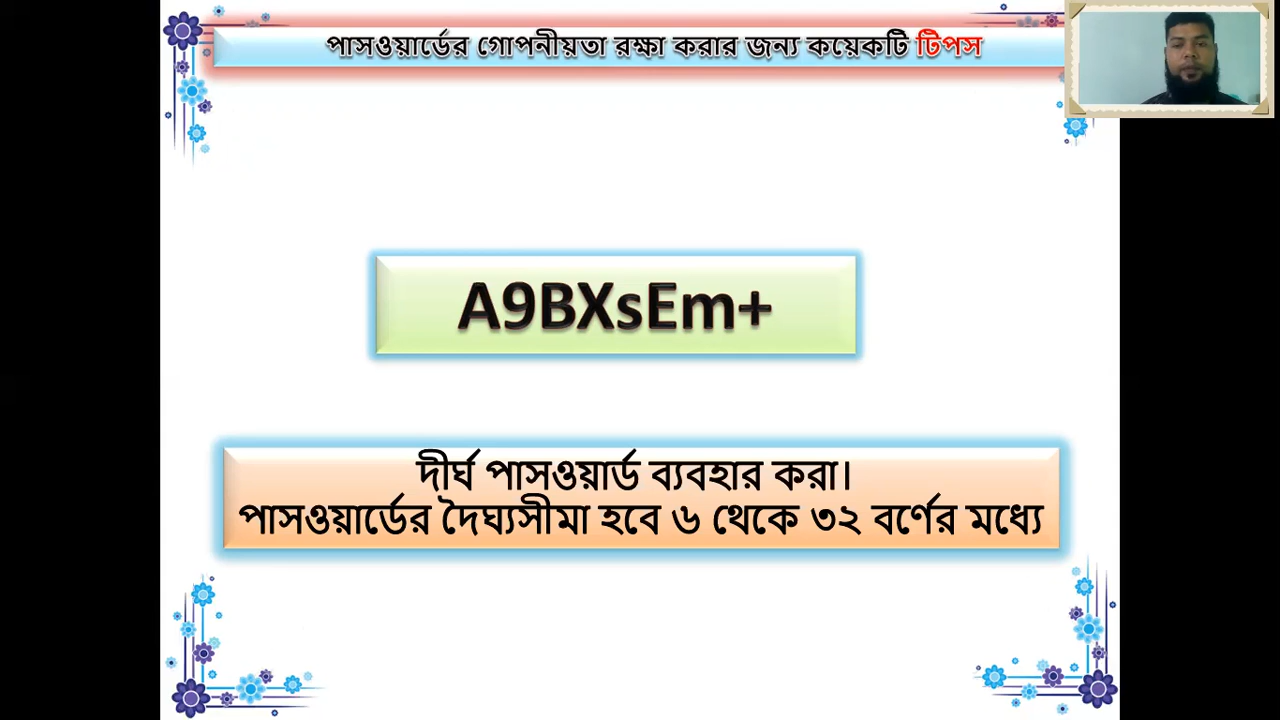 পাসওয়ার্ডের গোপনীয়তা রক্ষা করার জন্য কয়েকটি টিপস
A9BXsEm+
দীর্ঘ পাসওয়ার্ড ব্যবহার করা।
পাসওয়ার্ডের দৈঘ্যসীমা হবে ৬ থেকে ৩২ বর্ণের মধ্যে